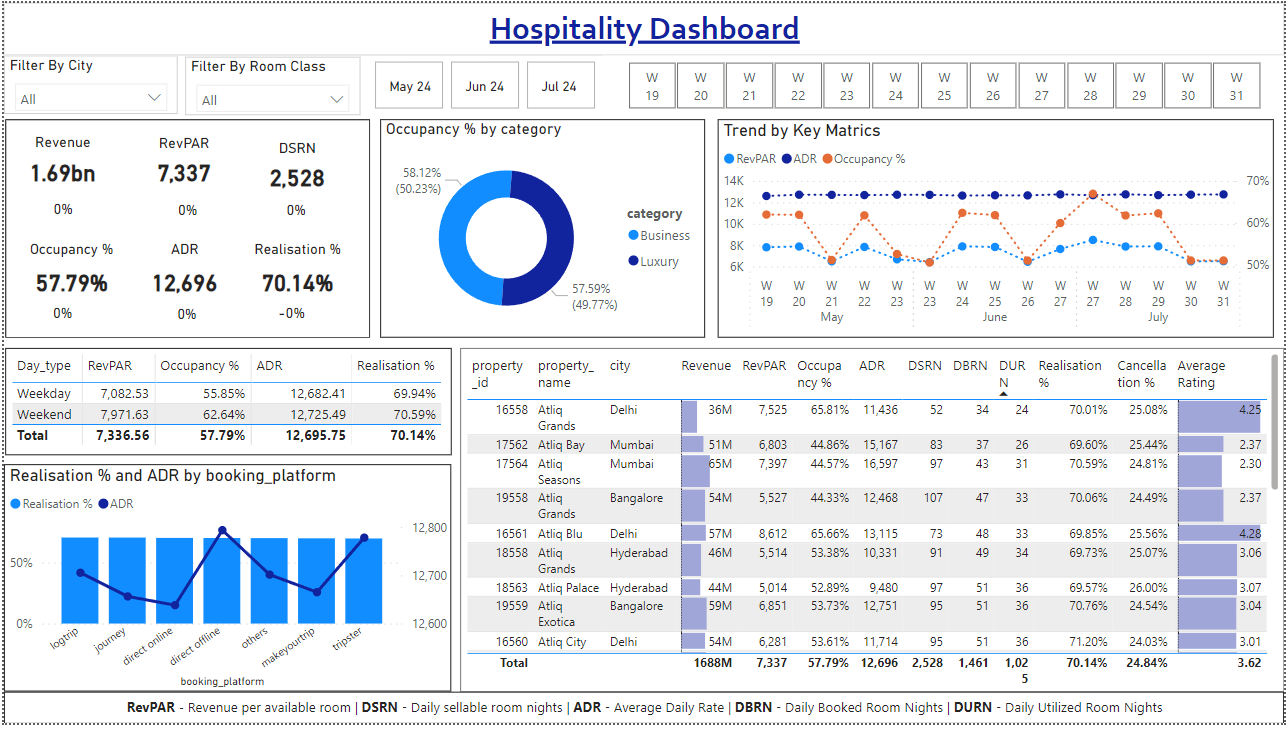 Hospitality Dashboard
Filter By City
All
Filter By Room Class
All
May 24
Jun 24
Jul 24
W 19
W 20
W 21
W 22
W 23
W 24
W 25
W 26
W 27
W 28
W 29
W 30
W 31
Revenue
1.69bn
0%
RevPAR
7,337
0%
DSRN
2,528
0%
Occupancy %
57.79%
0%
ADR
12,696
0%
Realisation %
70.14%
-0%
Occupancy % by category
58.12%
(50.23%)
57.59%
(49.77%)
category
Business
Luxury
Trend by Key Matrics
RevPAR ADR Occupancy %
14K
12K
10K
8K
6K
70%
60%
50%
W W W W W W W W W W W W W W W
19 20 21 22 23 23 24 25 26 27 28 29 30 31
May June July
Day_type RevPAR Occupancy % ADR Realisation %
Weekday 7,082.53 55.85% 12,682.41 69.94%
Weekend 7,971.63 62.64% 12,725.49 70.59%
Total 7,336.56 57.79% 12,695.75 70.14%
Realisation % and ADR by booking_platform
Realisation % ADR
50%
0%
12,800
12,700
12,600
logtrip
journey
direct online
direct offline
others
makeyourtrip
tripster
booking_platform
property _id property_ name city Revenue RevPAR Occupa ncy % ADR DSRN DBRN DUR N Realisation % Cancella tion % Average Rating
16558 Atliq Grands Delhi 36M 7,525 65.81% 11,436 52 34 24 70.01% 25.08% 4.25
17562 Atliq Bay Mumbai 51M 6,803 44.86% 15,167 83 37 26 69.60% 25.44% 2.37
17564 Atliq Seasons Mumbai 65M 7,397 44.57% 16,597 97 43 31 70.59% 24.81% 2.30
19558 Atliq Grands Bangalore 54M 5,527 44.33% 12,468 107 47 33 70.06% 24.49% 2.37
16561 Atliq Blu Delhi 57M 8,612 65.66% 13,115 73 48 33 69.85% 25.56% 4.28
18558 Atliq Grands Hyderabad 46M 5,514 53.38% 10,331 91 49 34 69.73% 25.07% 3.06
18563 Atliq Palace Hyderabad 44M 5,014 52.89% 9,480 97 51 36 69.57% 26.00% 3.07
19559 Atliq Exotica Bangalore 59M 6,851 53.73% 12,751 95 51 36 70.76% 24.54% 3.04
16560 Atliq City Delhi 54M 6,281 53.61% 11,714 95 51 36 71.20% 24.03% 3.01
Total 1688M 7,337 57.79% 12,696 2,528 1,461 1,02 5 70.14% 24.84% 3.62
RevPAR - Revenue per available room | DSRN - Daily sellable room nights | ADR - Average Daily Rate | DBRN - Daily Booked Room Nights | DURN - Daily Utilized Room Nights